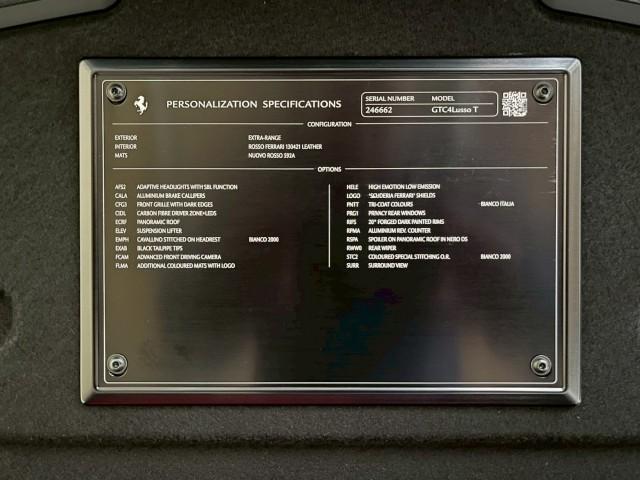 PERSONALIZATION SPECIFICATIONS
SERIAL NUMBER MODEL
246662 GTC4Lusso T
CONFIGURATION
EXTERIOR EXTRA-RANGE
INTERIOR ROSSO FERRARI 130421 LEATHER
MATS NUOVO ROSSO 592A
OPTIONS
AFS2 ADAPTIVE HEADLIGHTS WITH SBL FUNCTION
CALA ALUMINIUM BRAKE CALLIPERS
CFG3 FRONT GRILLE WITH DARK EDGES
CIDL CARBON FIBRE DRIVER ZONE+LEDS
ECRF PANORAMIC ROOF
ELEV SUSPENSION LIFTER
EMPH CAVALLINO STITCHED ON HEADREST BIANCO 2000
EXAB BLACK TAILPIPE TIPS
FCAM ADVANCED FRONT DRIVING CAMERA
FLMA ADDITIONAL COLOURED MATS WITH LOGO
HELE HIGH EMOTION LOW EMISSION
LOGO "SCUDERIA FERRARI" SHIELDS
PNTT TRI-COAT COLOURS BIANCO ITALIA
PRG1 PRIVACY REAR WINDOWS
RIFS 20" FORGED DARK PAINTED RIMS
RPMA ALUMINIUM REV. COUNTER
RSPA SPOILER ON PANORAMIC ROOF IN NERO DS
RWW0 REAR WIPER
STC2 COLOURED SPECIAL STITCHING O.R. BIANCO 2000
SURR SURROUND VIEW